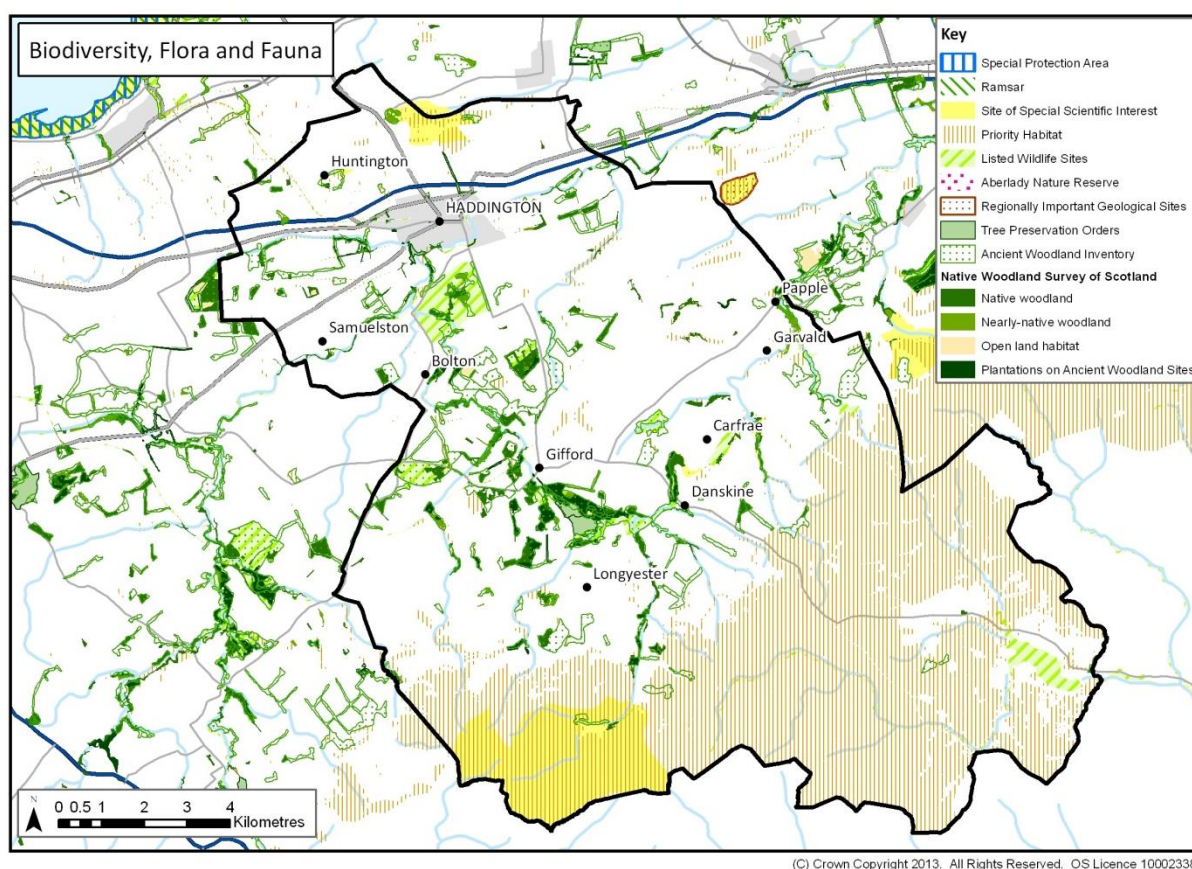 Biodiversity, Flora and Fauna
Key
Special Protection Area
Ramsar
Site of Special Scientific Interest
Priority Habitat
Listed Wildlife Sites
Aberlady Nature Reserve
Regionally Important Geological Sites
Tree Preservation Orders
Ancient Woodland Inventory
Native Woodland Survey of Scotland
Native woodland
Nearly-native woodland
Open land habitat
Plantations on Ancient Woodland Sites
Huntington
HADDINGTON
Papple
Samuelston
Garvald
Bolton
Carfrae
Gifford
Danskine
Longyester
N
0 0.5 1 2 3 4
Kilometres
(C) Crown Copyright 2013. All Rights Reserved. OS Licence 10002338